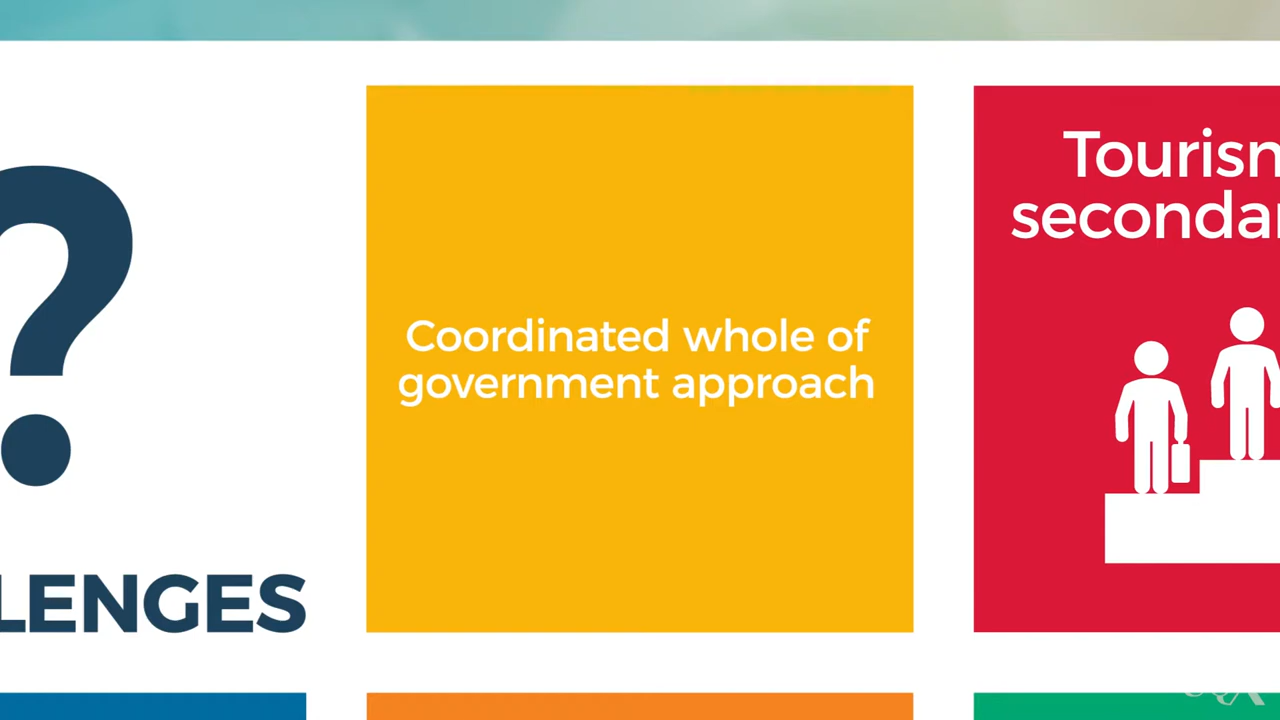 ?
LENGES
Coordinated whole of
government approach
Tourism
secondar